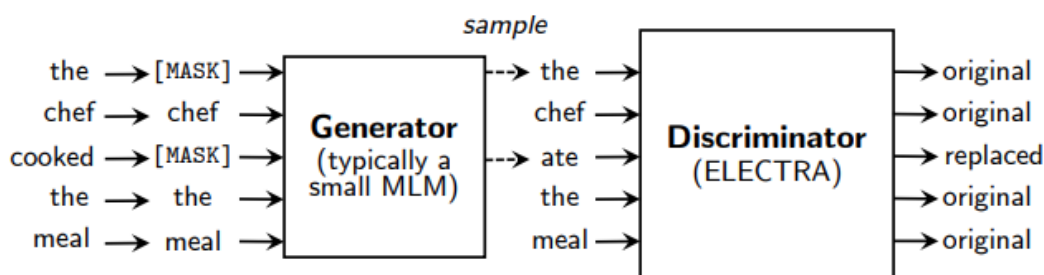 sample
the [MASK] the original
chef chef Generator chef Discriminator original
cooked [MASK] (typically a ate (ELECTRA) replaced
the the small MLM) the original
meal meal meal original